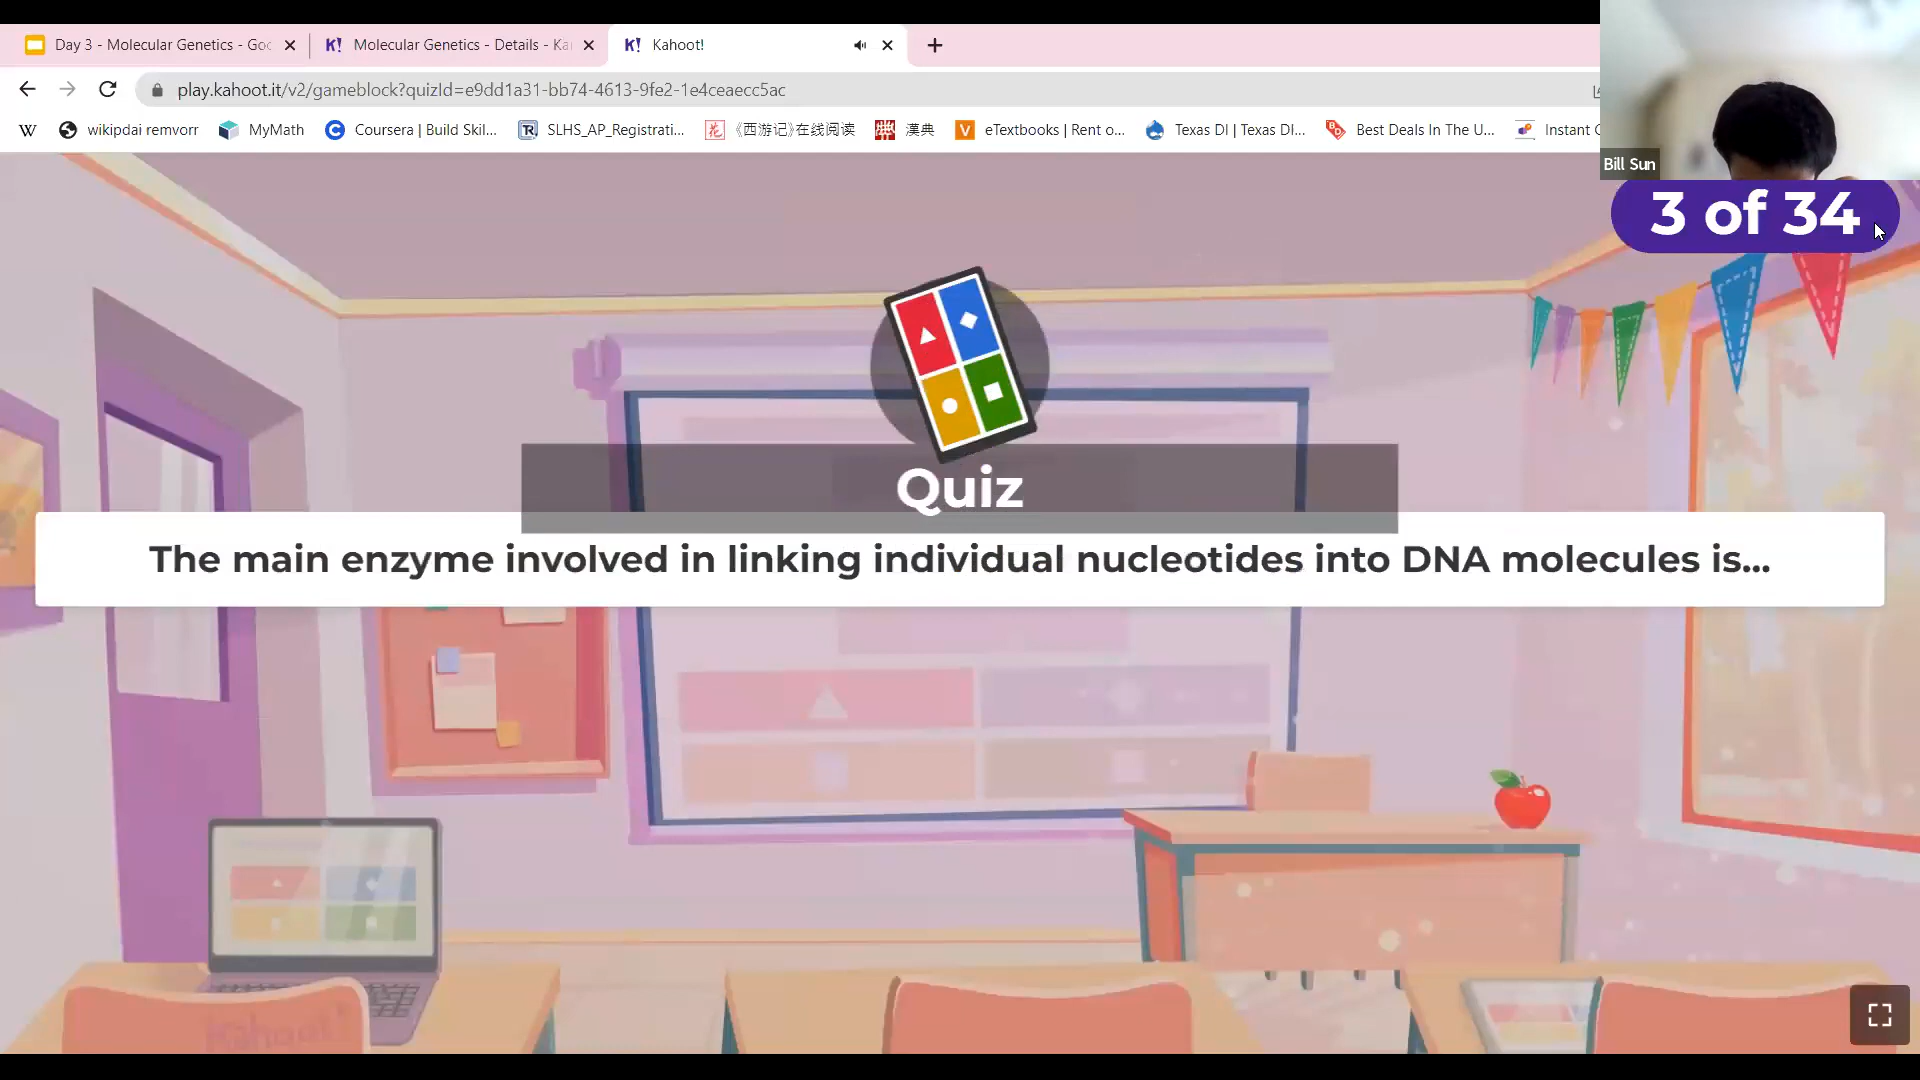 Day 3 - Molecular Genetics - Goo
K! Molecular Genetics - Details - Ka
K! Kahoot!
play.kahoot.it/v2/gameblock?quizId=e9dd1a31-bb74-4613-9fe2-1e4ceaecc5ac
W wikipdai remvorr MyMath Coursera | Build Skil... SLHS_AP_Registrati... 《西游记》在线阅读 漢典 eTextbooks | Rent o... Texas DI | Texas DI... Best Deals In The U... Instant
Bill Sun
3 of 34
Quiz
The main enzyme involved in linking individual nucleotides into DNA molecules is...
Kahoot!